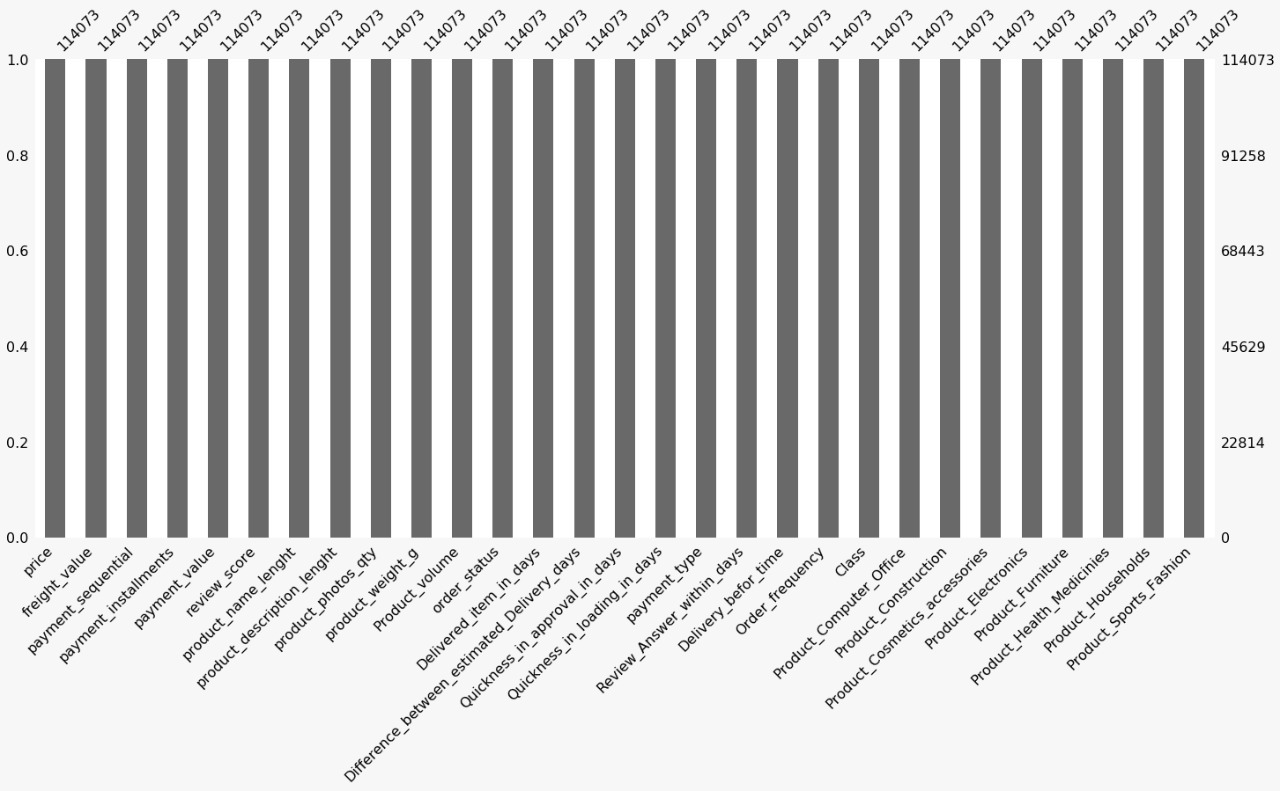 114073 114073 114073 114073 114073 114073 114073 114073 114073 114073 114073 114073 114073 114073 114073 114073 114073 114073 114073 114073 114073 114073 114073 114073 114073 114073 114073 114073 114073
1.0 114073
0.8 91258
0.6 68443
0.4 45629
0.2 22814
0.0 0
price
freight_value
payment_sequential
payment_installments
payment_value
review_score
product_name_lenght
product_description_lenght
product_photos_qty
product_weight_g
Product_volume
order_status
Delivered_item_in_days
Difference_between_estimated_Delivery_days
Quickness_in_approval_in_days
Quickness_in_loading_in_days
payment_type
Review_Answer_within_days
Delivery_befor_time
Order_frequency
Class
Product_Computer_Office
Product_Construction
Product_Cosmetics_accessories
Product_Electronics
Product_Furniture
Product_Health_Medicinies
Product_Households
Product_Sports_Fashion